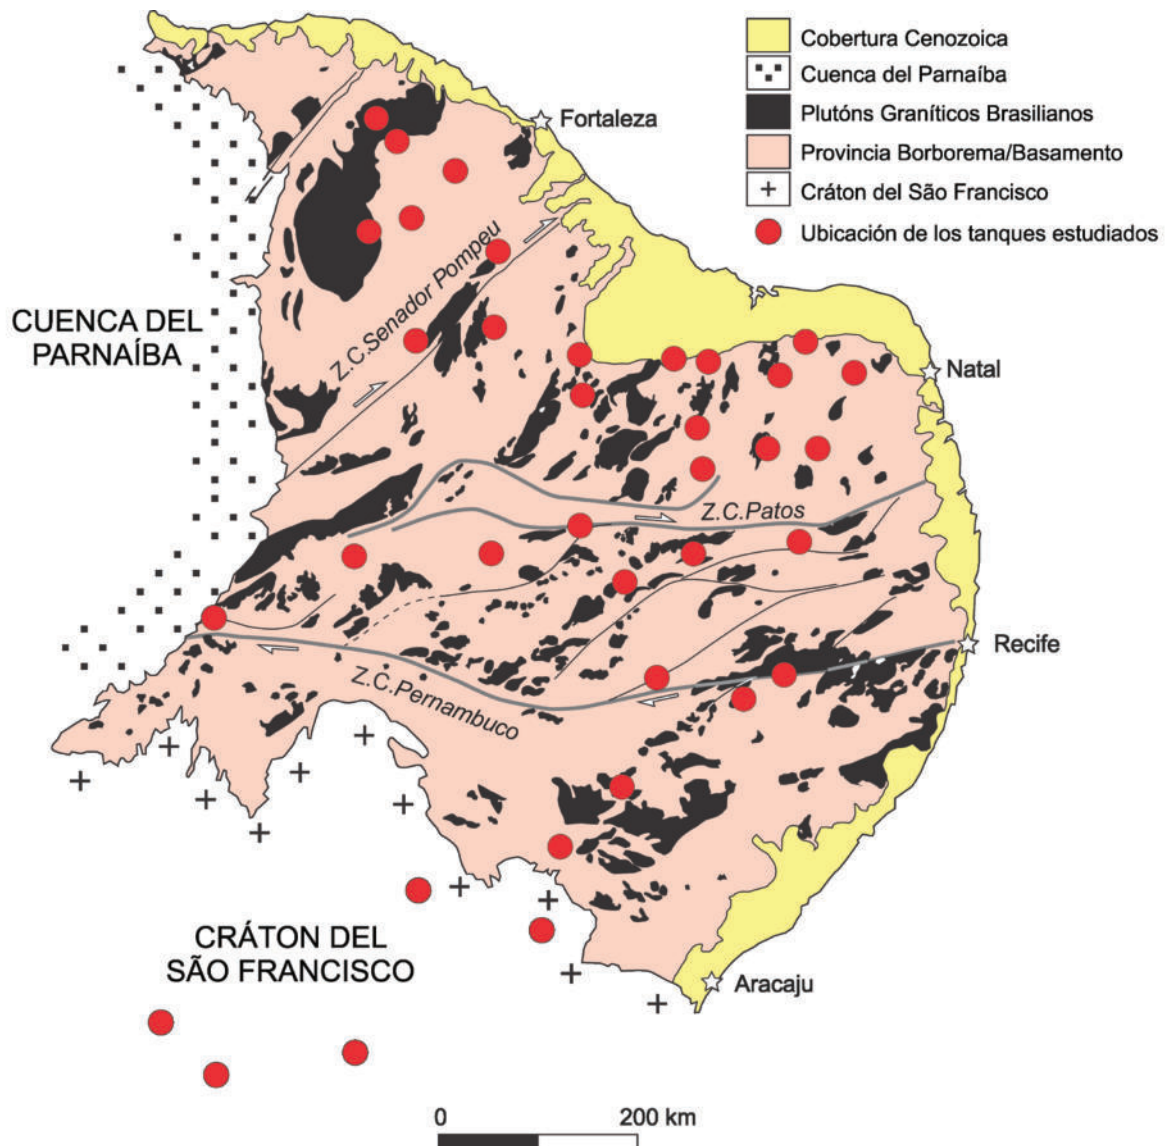 Cobertura Cenozoica
Cuenca del Parnaíba
Plutóns Graníticos Brasilianos
Provincia Borborema/Basamento
Cráton del São Francisco
Ubicación de los tanques estudiados
Fortaleza
Z.C.Senador Pompeu
CUENCA DEL
PARNAÍBA
Natal
Z.C.Patos
Recife
Z.C.Pernambuco
CRÁTON DEL
SÃO FRANCISCO
Aracaju
0 200 km